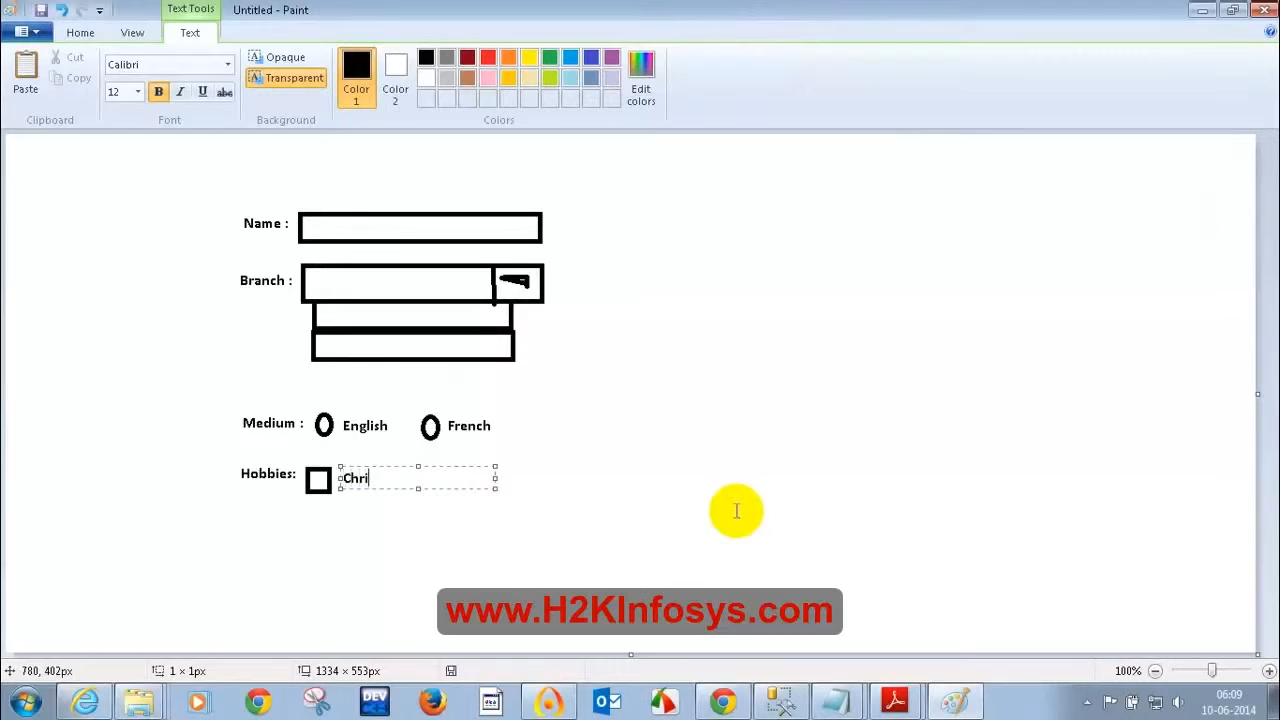 Text Tools
Untitled - Paint
Home
View
Text
Paste
Cut
Copy
Clipboard
Calibri
12
B I U abc
Font
Opaque
Transparent
Background
Color 1
Color 2
Edit colors
Colors
Name :
Branch :
Medium : English French
Hobbies: Chri
www.H2KInfosys.com
780, 402px
1 × 1px
1334 × 553px
100%
DEV
06:09
10-06-2014